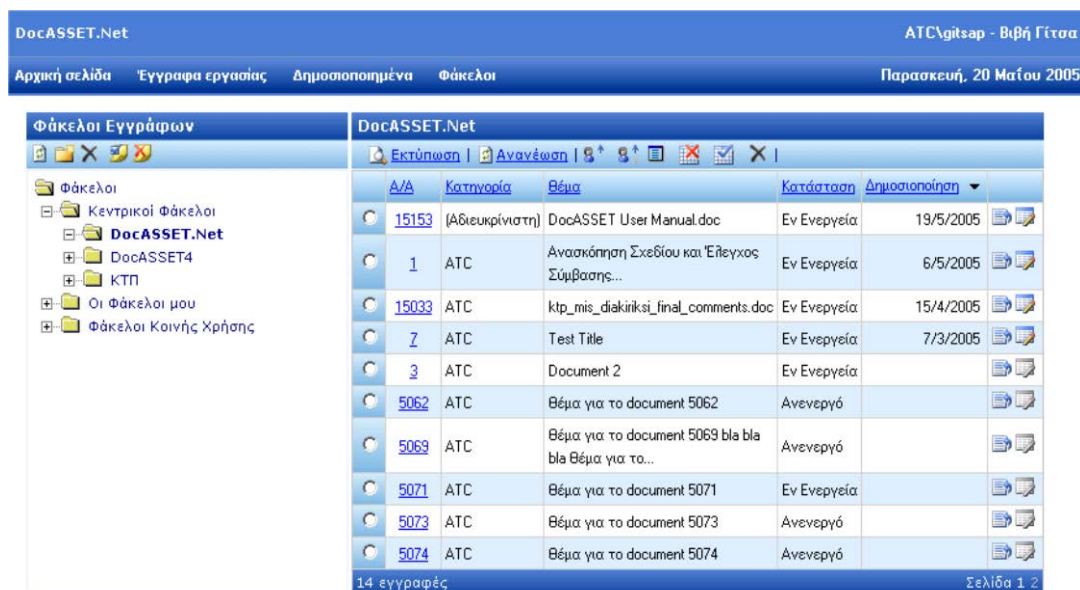 DocASSET.Net
ATC\gitsap - Βιβή Γίτσα
Αρχική σελίδα Έγγραφα εργασίας Δημοσιοποιημένα Φάκελοι
Παρασκευή, 20 Μαΐου 2005
Φάκελοι Εγγράφων
Φάκελοι
Κεντρικοί Φάκελοι
DocASSET.Net
DocASSET4
ΚΤΠ
Οι Φάκελοι μου
Φάκελοι Κοινής Χρήσης
DocASSET.Net
Εκτύπωση | Ανανέωση |
Α/Α Κατηγορία Θέμα Κατάσταση Δημοσιοποίηση
15153 (Αδιευκρίνιστη) DocASSET User Manual.doc Εν Ενεργεία 19/5/2005
1 ATC Ανασκόπηση Σχεδίου και Έλεγχος Σύμβασης... Εν Ενεργεία 6/5/2005
15033 ATC ktp_mis_diakiriksi_final_comments.doc Εν Ενεργεία 15/4/2005
7 ATC Test Title Εν Ενεργεία 7/3/2005
3 ATC Document 2 Εν Ενεργεία
5062 ATC Θέμα για το document 5062 Ανενεργό
5069 ATC Θέμα για το document 5069 bla bla bla Θέμα για το... Ανενεργό
5071 ATC Θέμα για το document 5071 Εν Ενεργεία
5073 ATC Θέμα για το document 5073 Ανενεργό
5074 ATC Θέμα για το document 5074 Ανενεργό
14 εγγραφές Σελίδα 1 2